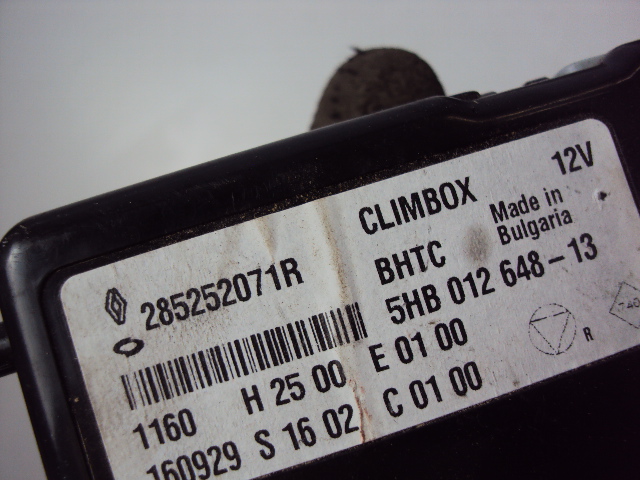 CLIMBOX 12V
285252071R BHTC Made in
Bulgaria
5HB 012 648-13
1160 H 25 00 E 01 00 R
160929 S 16 02 C 01 00